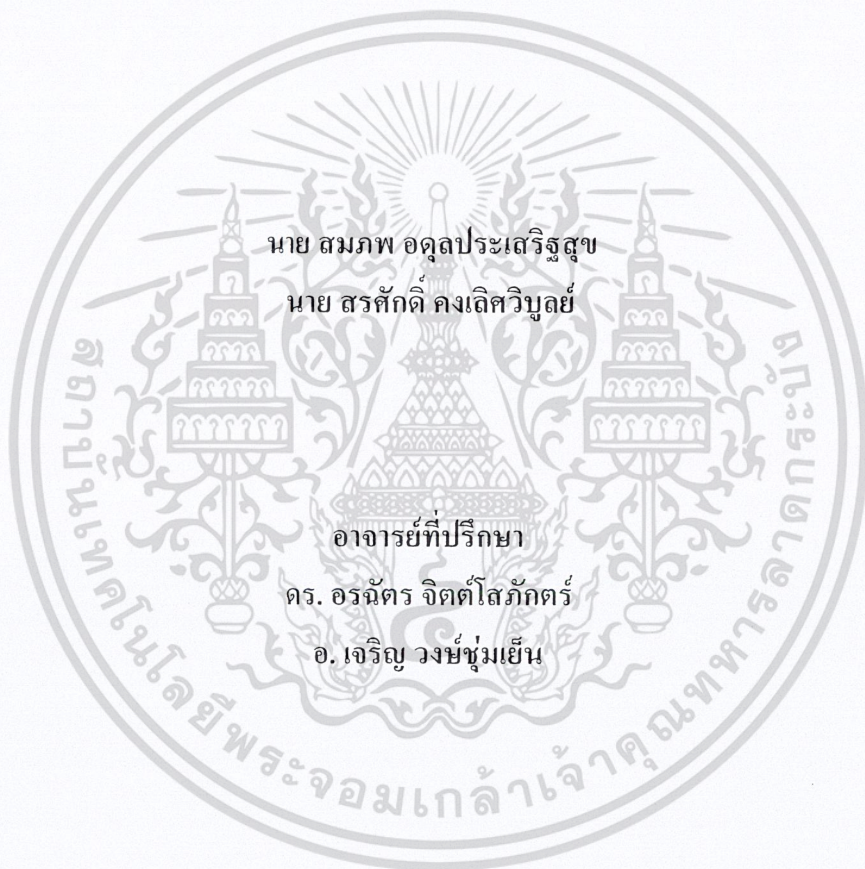 นาย สมภพ อดุลประเสริฐสุข
นาย สรศักดิ์ คงเลิศวิบูลย์
อาจารย์ที่ปรึกษา
ดร. อรฉัตร จิตต์โสภักตร์
อ. เจริญ วงษ์ชุ่มเย็น
สถาบันเทคโนโลยีพระจอมเกล้าเจ้าคุณทหารลาดกระบัง